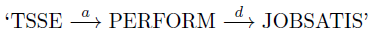 ‘TSSE —a→ PERFORM —d→ JOBSATIS’